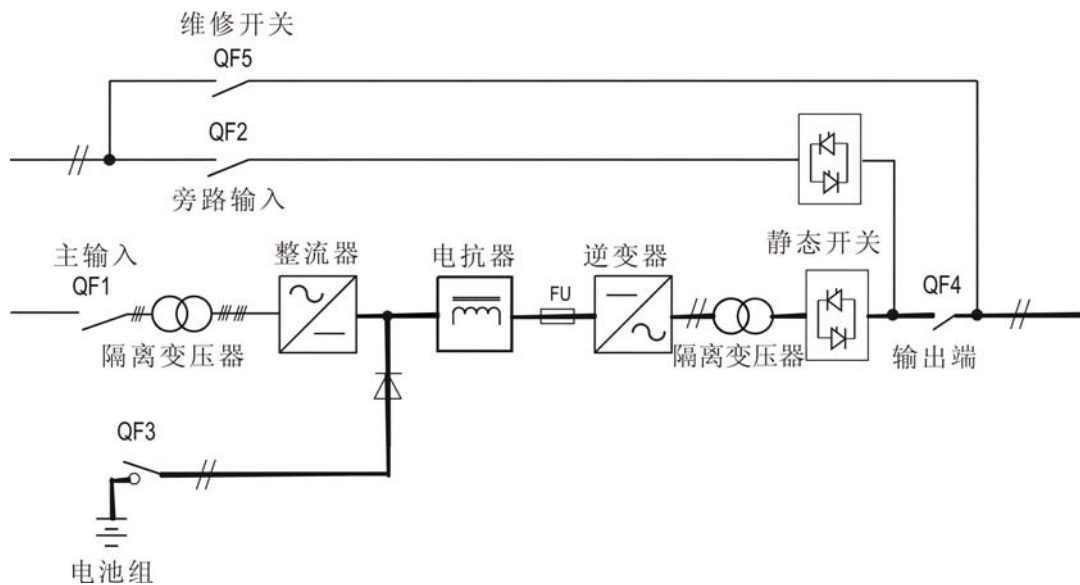 维修开关
QF5
QF2
旁路输入
静态开关
主输入
QF1
整流器
电抗器
FU
逆变器
QF4
隔离变压器
隔离变压器
输出端
QF3
电池组